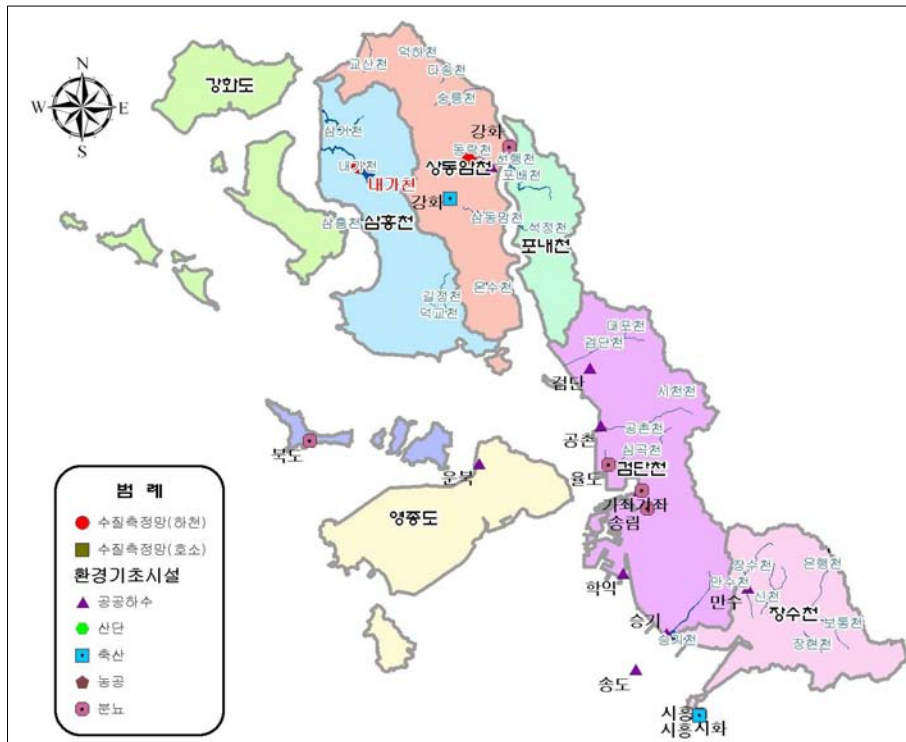 N
W
E
S
강화도
교산천
덕하천
다송천
숭릉천
삼거천
내가천
내가천
삼흥천
삼흥천
동락천
상동암천
강화
강화
선행천
포내천
삼동암천
석정천
포내천
길정천
덕교천
온수천
대포천
검단천
검단
시천천
공촌
공촌천
심곡천
율도
검단천
가좌가좌
송림
북도
운북
영종도
학익
만수천
만수
승기
승기천
송도
장수천
은행천
신천
장수천
보통천
장현천
시흥
시흥 시화
범 례
수질측정망(하천)
수질측정망(호소)
환경기초시설
공공하수
산단
축산
농공
분뇨